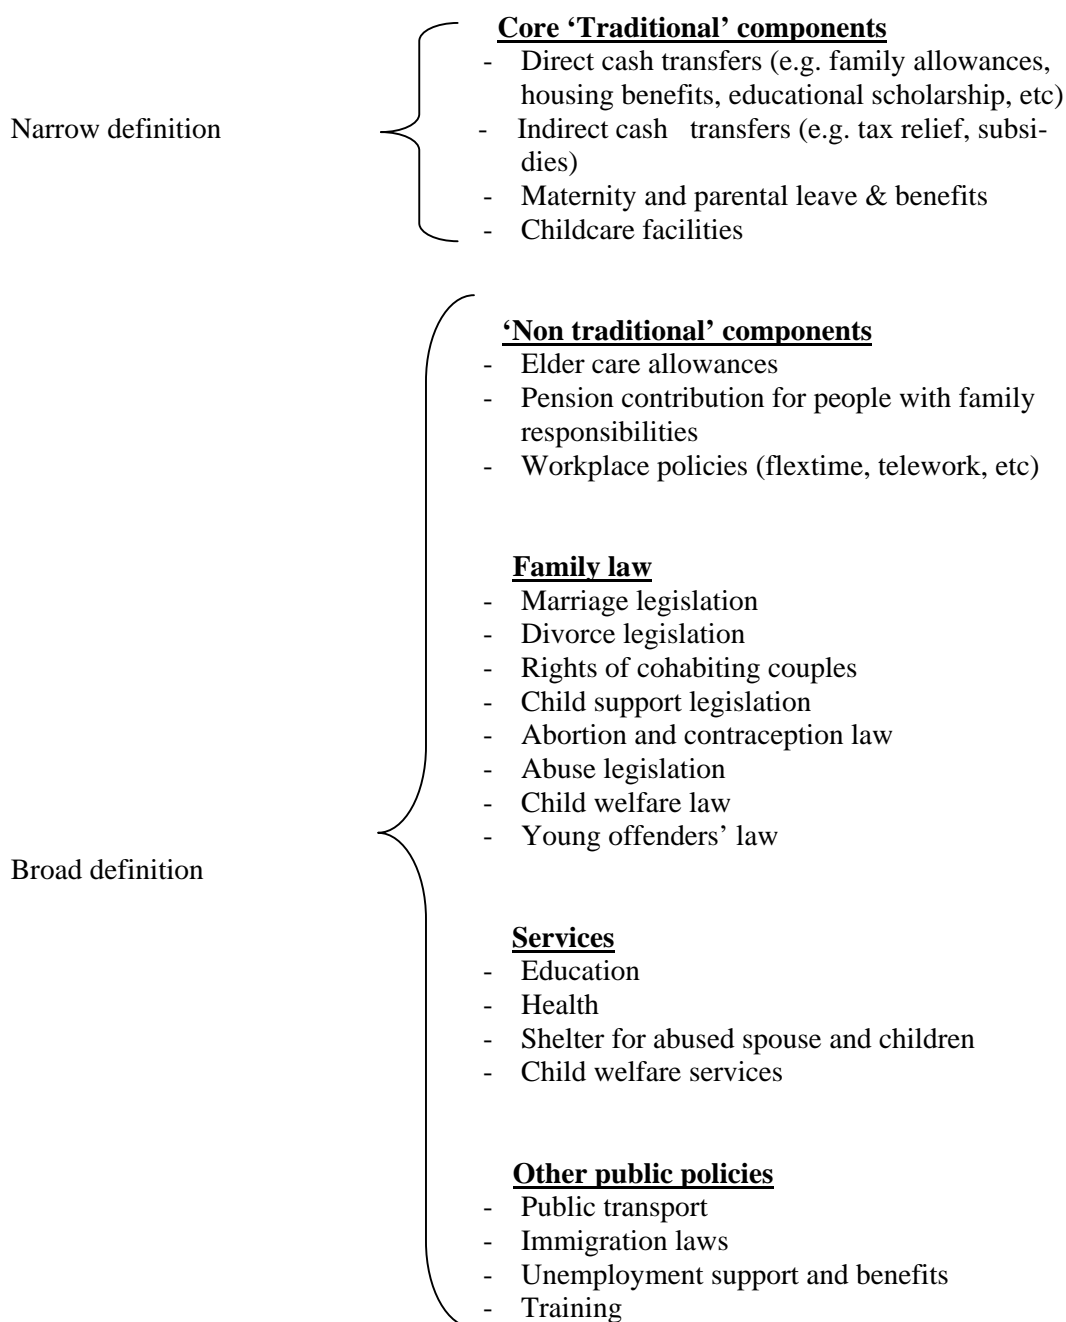 Core ‘Traditional’ components
- Direct cash transfers (e.g. family allowances,
housing benefits, educational scholarship, etc)
Narrow definition
- Indirect cash transfers (e.g. tax relief, subsi-
dies)
- Maternity and parental leave & benefits
- Childcare facilities
‘Non traditional’ components
- Elder care allowances
- Pension contribution for people with family
responsibilities
- Workplace policies (flextime, telework, etc)
Family law
- Marriage legislation
- Divorce legislation
- Rights of cohabiting couples
- Child support legislation
- Abortion and contraception law
- Abuse legislation
- Child welfare law
- Young offenders’ law
Broad definition
Services
- Education
- Health
- Shelter for abused spouse and children
- Child welfare services
Other public policies
- Public transport
- Immigration laws
- Unemployment support and benefits
- Training